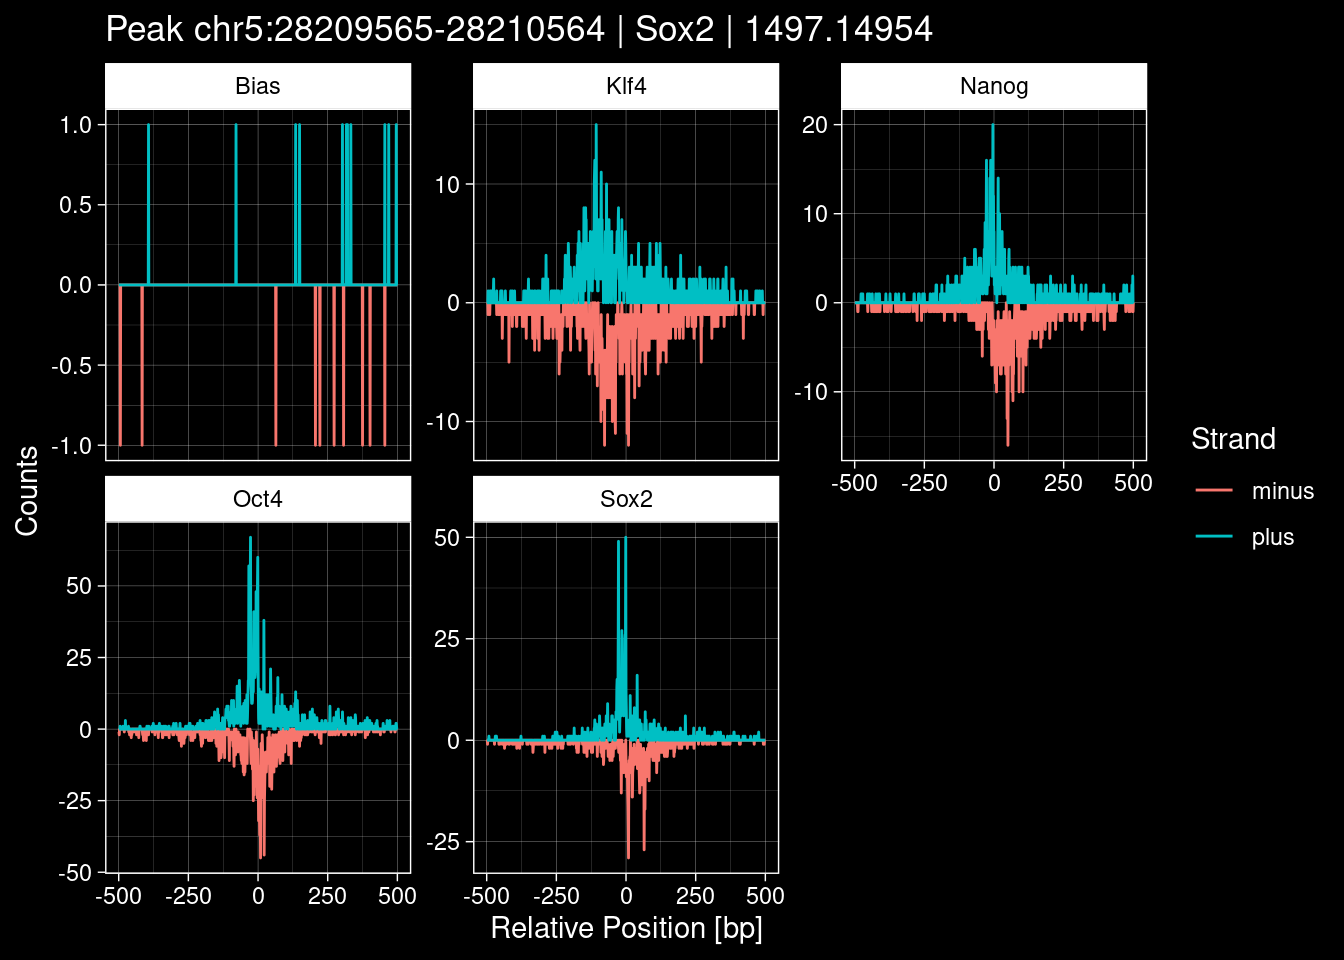 Peak chr5:28209565-28210564 | Sox2 | 1497.14954
Bias
Klf4
Nanog
1.0
0.5
0.0
-0.5
-1.0
10
0
-10
20
10
0
-10
-500 -250 0 250 500
Counts
Strand
minus
plus
Oct4
Sox2
50
25
0
-25
-50
50
25
0
-25
-500 -250 0 250 500
-500 -250 0 250 500
Relative Position [bp]